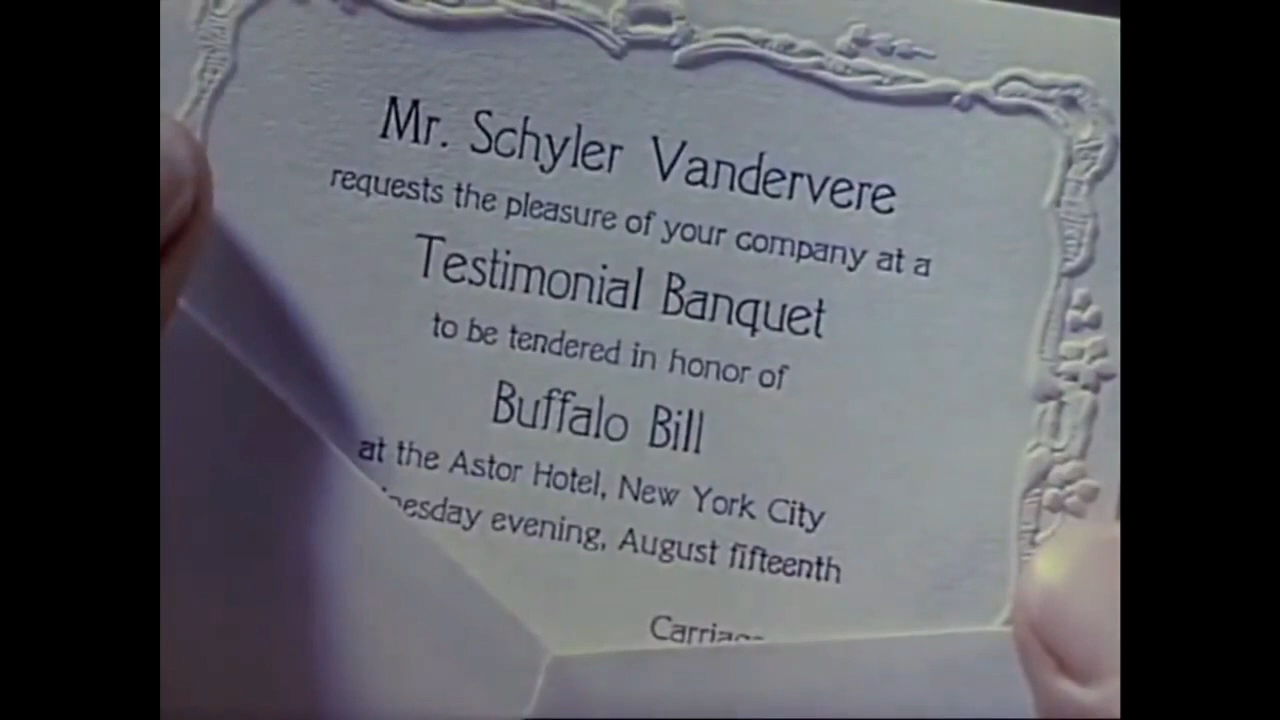 Mr. Schyler Vandervere
requests the pleasure of your company at a
Testimonial Banquet
to be tendered in honor of
Buffalo Bill
at the Astor Hotel, New York City
evening, August fifteenth